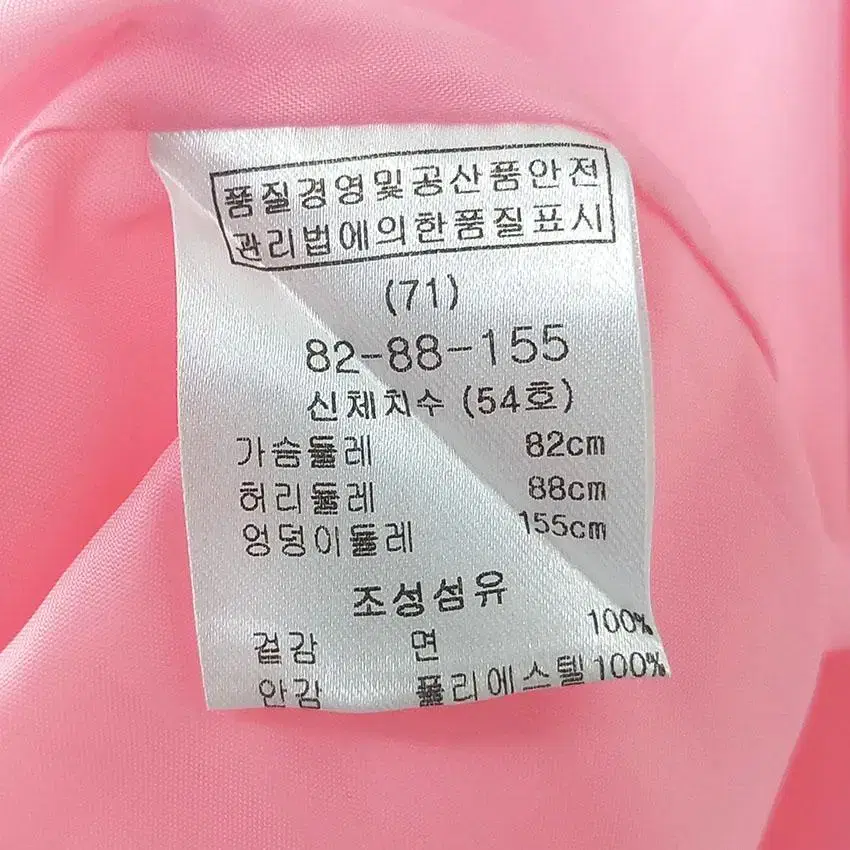 품질경영및공산품안전
관리법에의한품질표시
(71)
82-88-155
신체치수 (54호)
가슴둘레 82cm
허리둘레 88cm
엉덩이둘레 155cm
조성섬유
겉감 면 100%
안감 폴리에스텔 100%